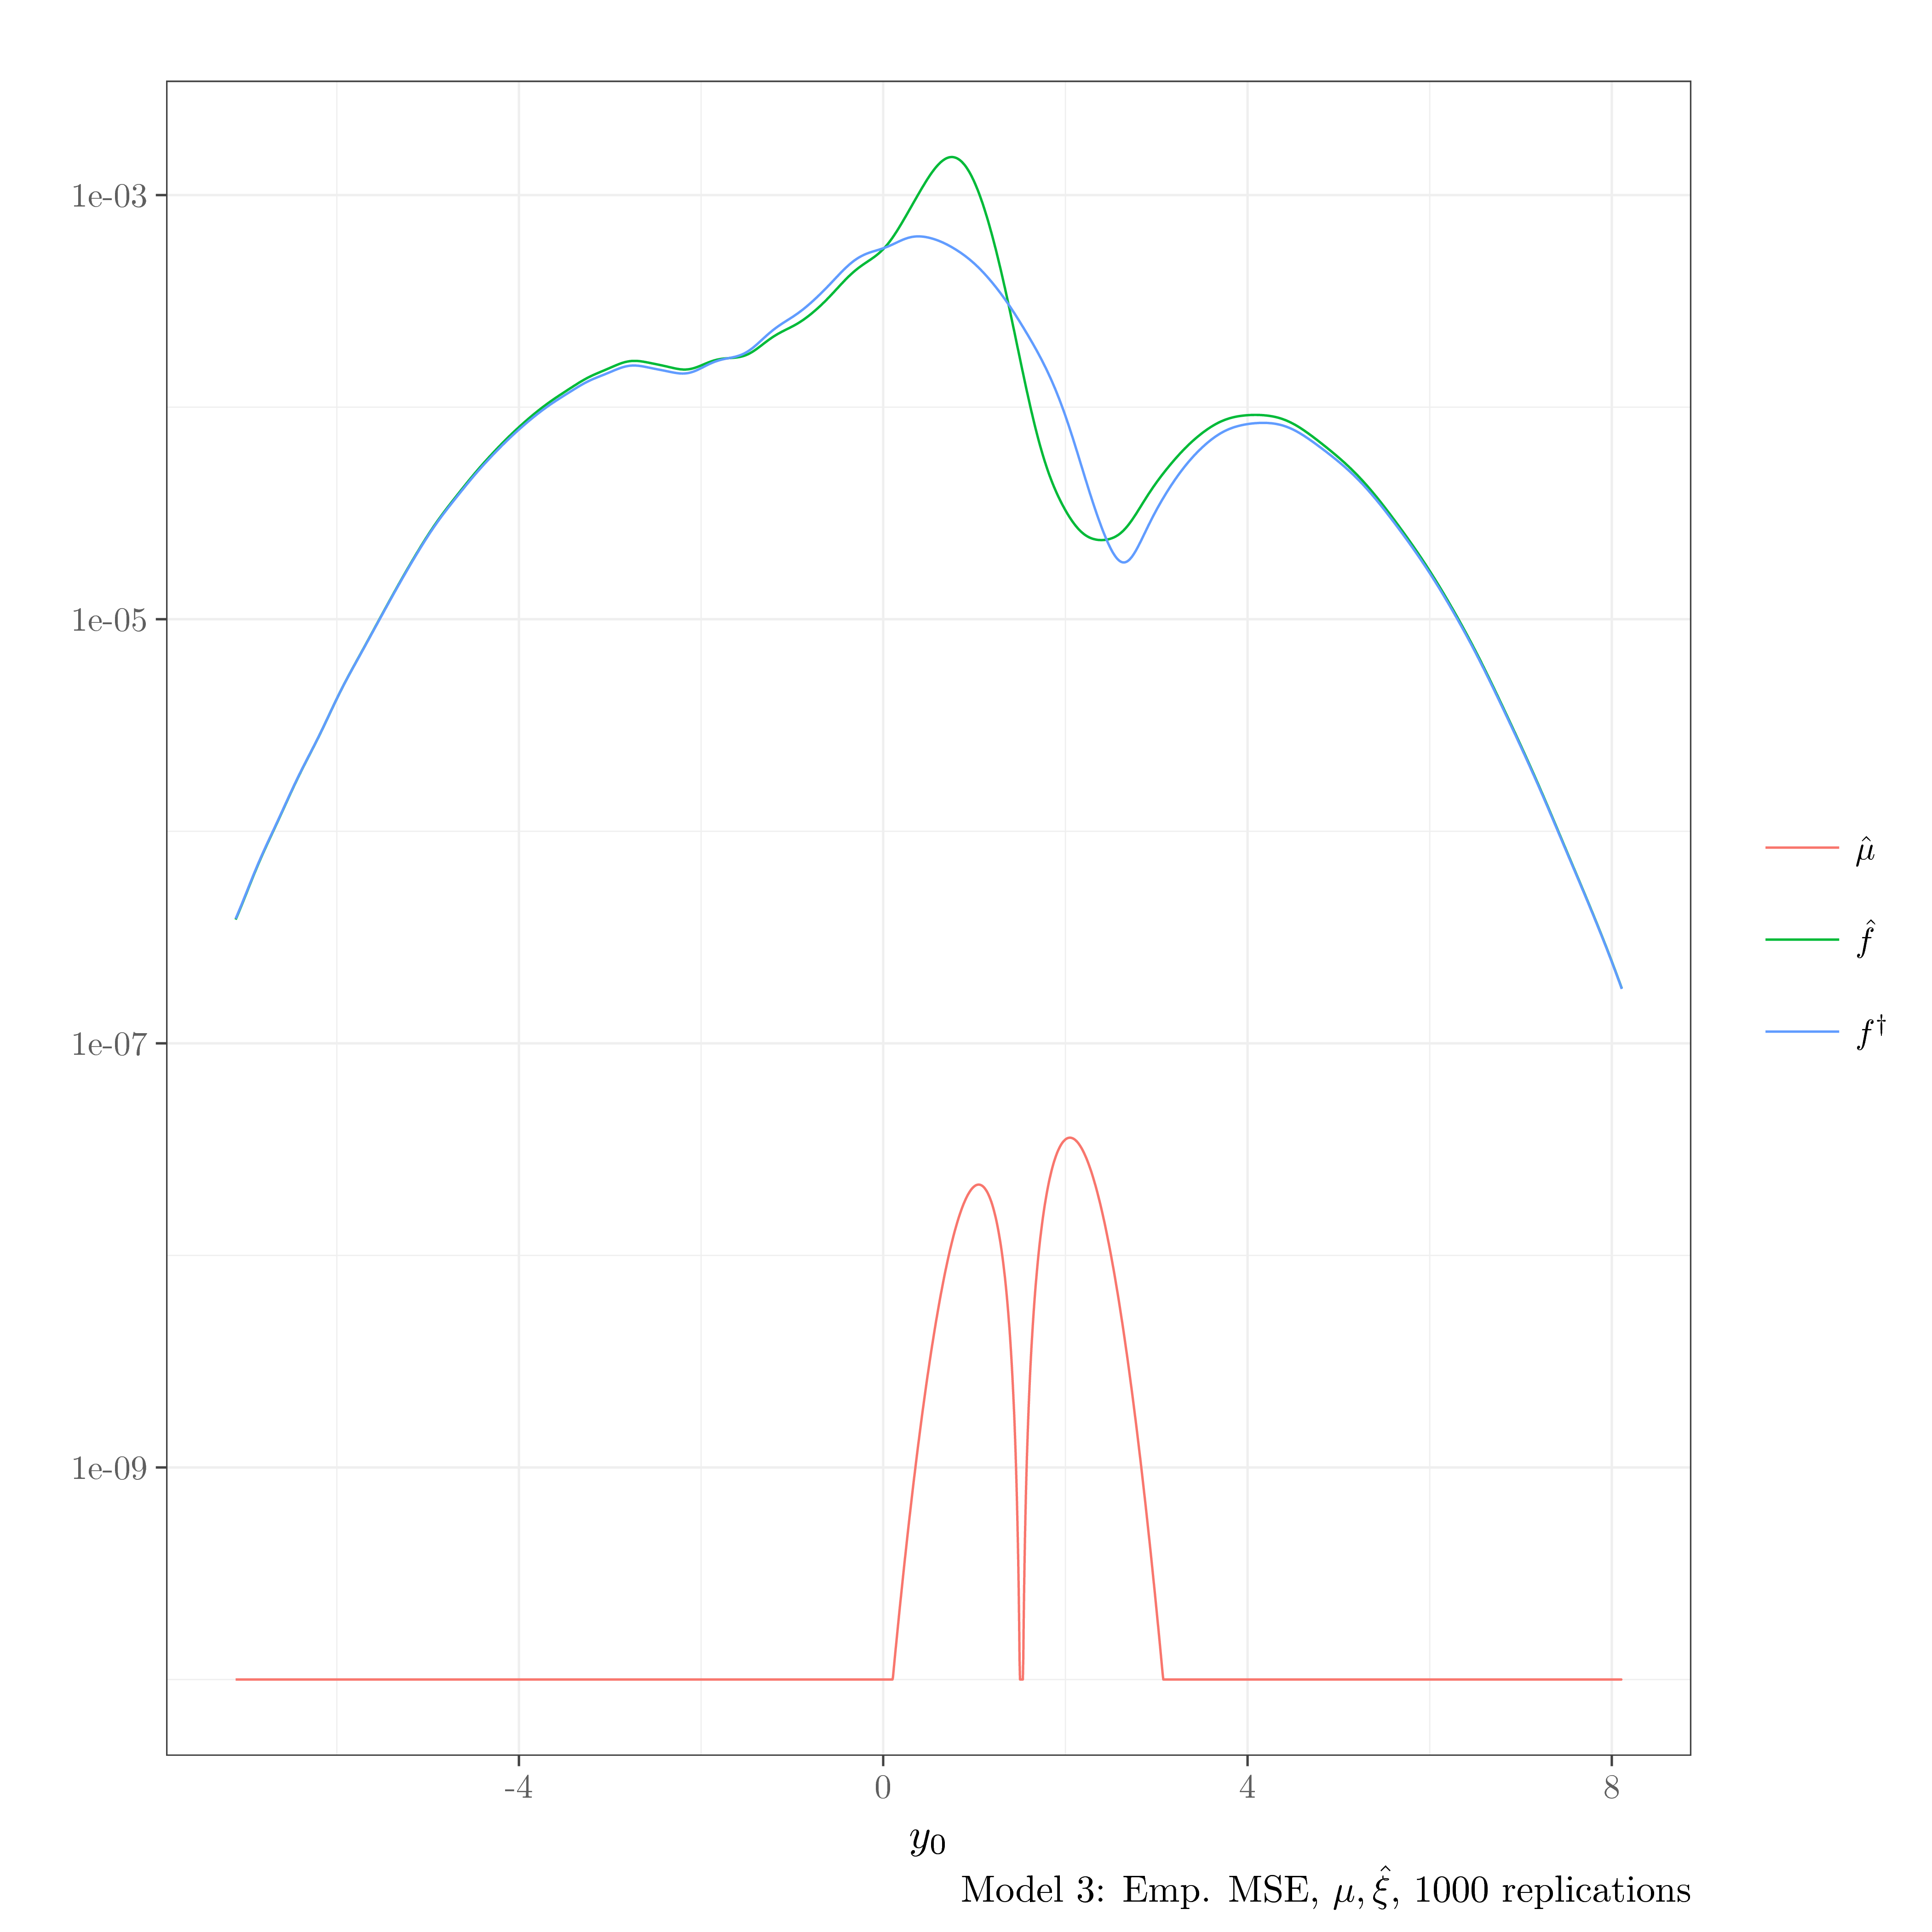 1e-03
1e-05
1e-07
1e-09
-4 0 4 8
y₀
μ̂
f̂
f†
Model 3: Emp. MSE, μ, ξ̂, 1000 replications